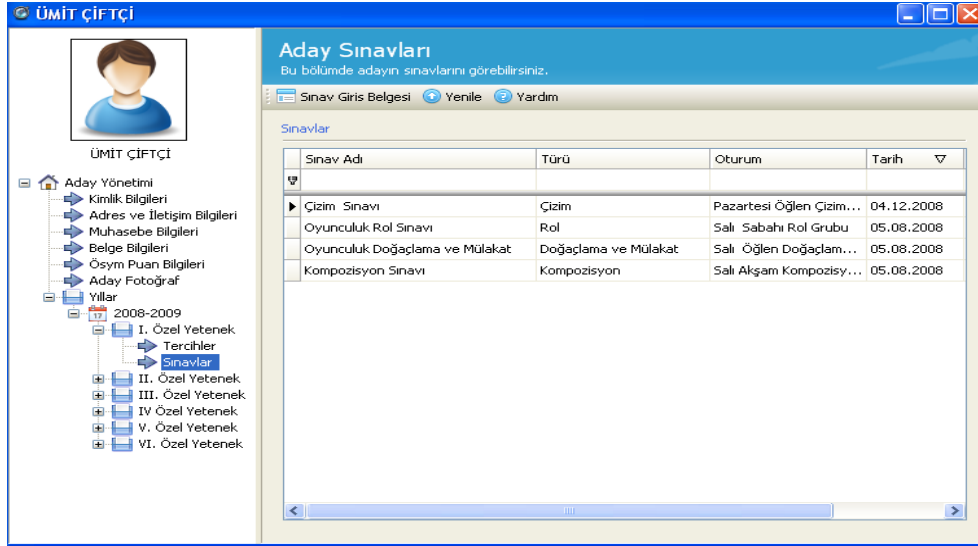 ÜMİT ÇİFTÇİ
ÜMİT ÇİFTÇİ
Aday Yönetimi
Kimlik Bilgileri
Adres ve İletişim Bilgileri
Muhasebe Bilgileri
Belge Bilgileri
Ösym Puan Bilgileri
Aday Fotoğraf
Yıllar
17 2008-2009
I. Özel Yetenek
Tercihler
Sınavlar
II. Özel Yetenek
III. Özel Yetenek
IV Özel Yetenek
V. Özel Yetenek
VI. Özel Yetenek
Aday Sınavları
Bu bölümde adayın sınavlarını görebilirsiniz.
Sınav Giris Belgesi Yenile Yardım
Sınavlar
Sınav Adı Türü Oturum Tarih
Çizim Sınavı Çizim Pazartesi Öğlen Çizim... 04.12.2008
Oyunculuk Rol Sınavı Rol Salı Sabahı Rol Grubu 05.08.2008
Oyunculuk Doğaçlama ve Mülakat Doğaçlama ve Mülakat Salı Öğlen Doğaçlam... 05.08.2008
Kompozisyon Sınavı Kompozisyon Salı Akşam Kompozisy... 05.08.2008